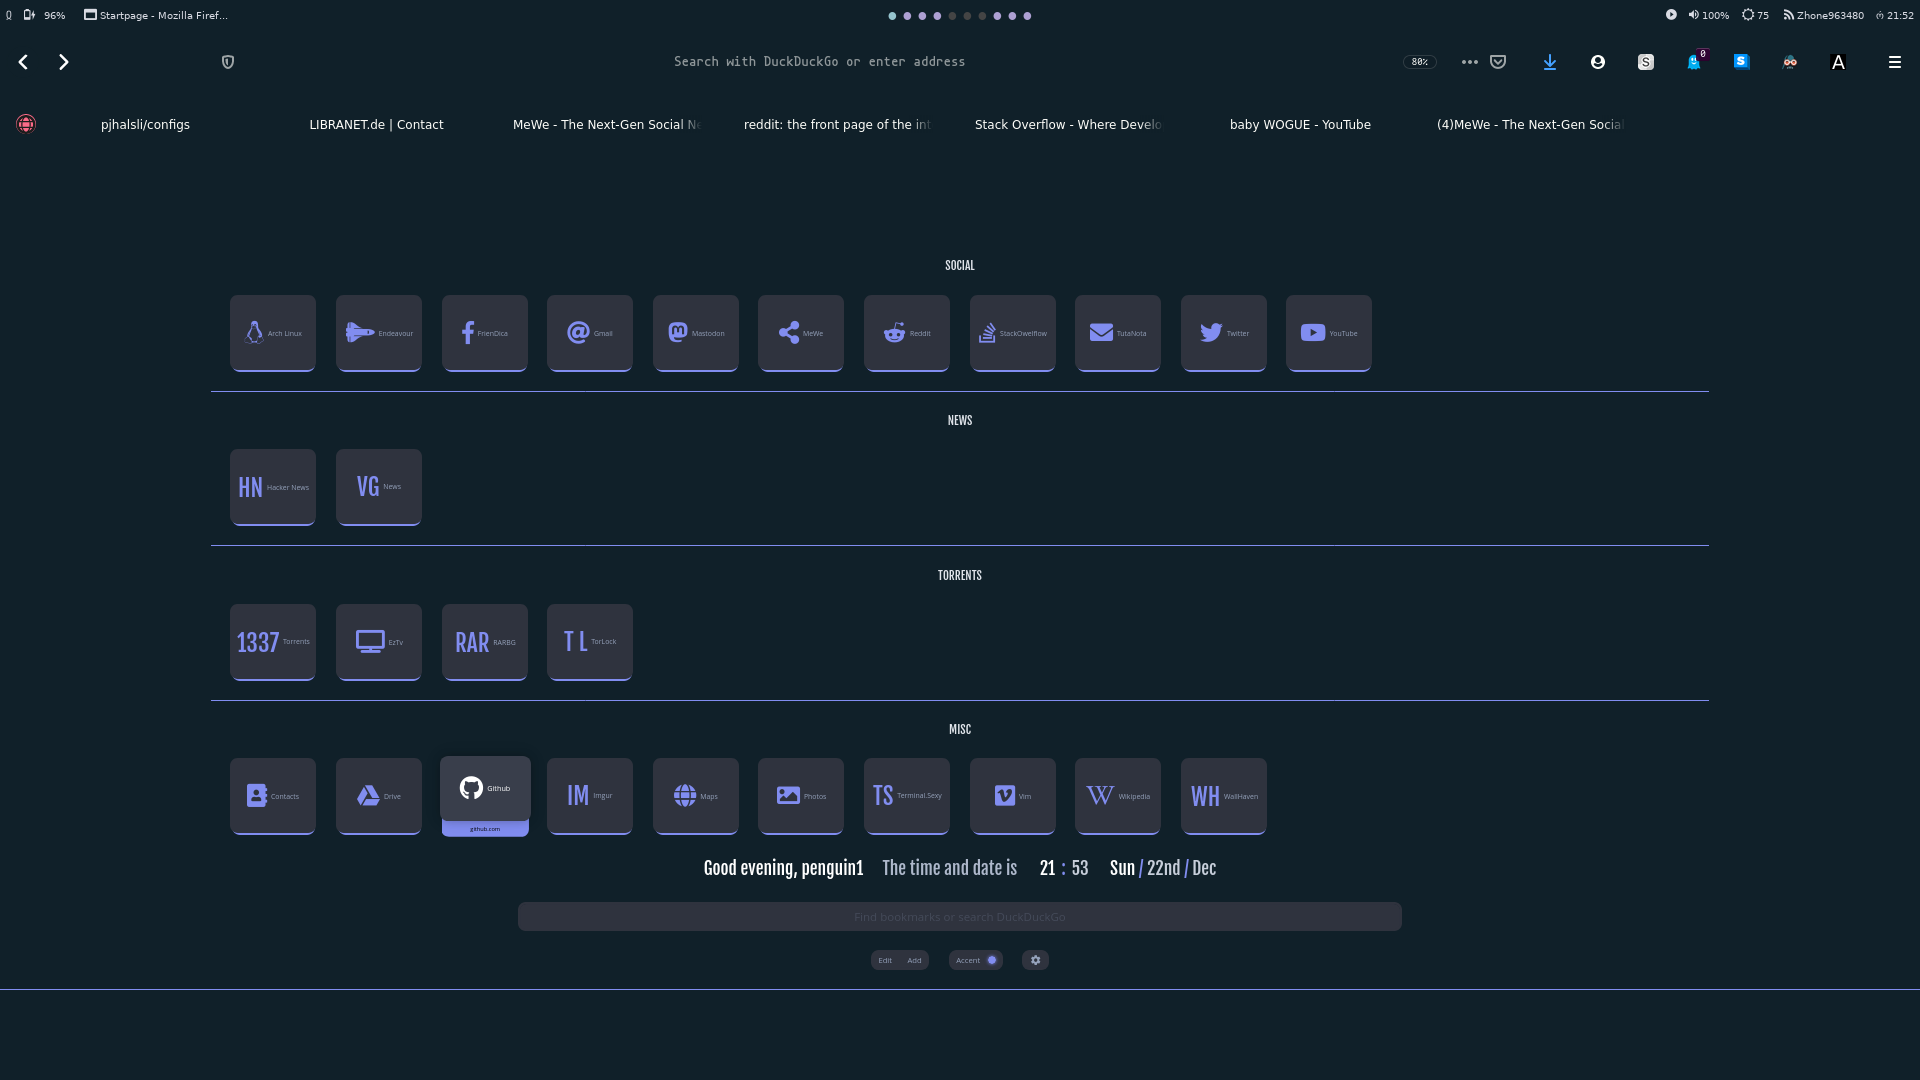 0 96% Startpage - Mozilla Firef... 100% 75 Zhone963480 21:52
Search with DuckDuckGo or enter address 80% S 0 S A
pjhalsli/configs LIBRANET.de | Contact MeWe - The Next-Gen Social Ne reddit: the front page of the int Stack Overflow - Where Develo baby WOGUE - YouTube (4)MeWe - The Next-Gen Social
SOCIAL
Arch Linux Endeavour FrienDica Gmail Mastodon MeWe Reddit StackOwelflow TutaNota Twitter YouTube
NEWS
HN Hacker News VG News
TORRENTS
1337 Torrents EzTv RAR RARBG T L TorLock
MISC
Contacts Drive Github IM Imgur Maps Photos TS Terminal.Sexy Vim W Wikipedia WH WallHaven
github.com
Good evening, penguin1 The time and date is 21 : 53 Sun / 22nd / Dec
Find bookmarks or search DuckDuckGo
Edit Add Accent